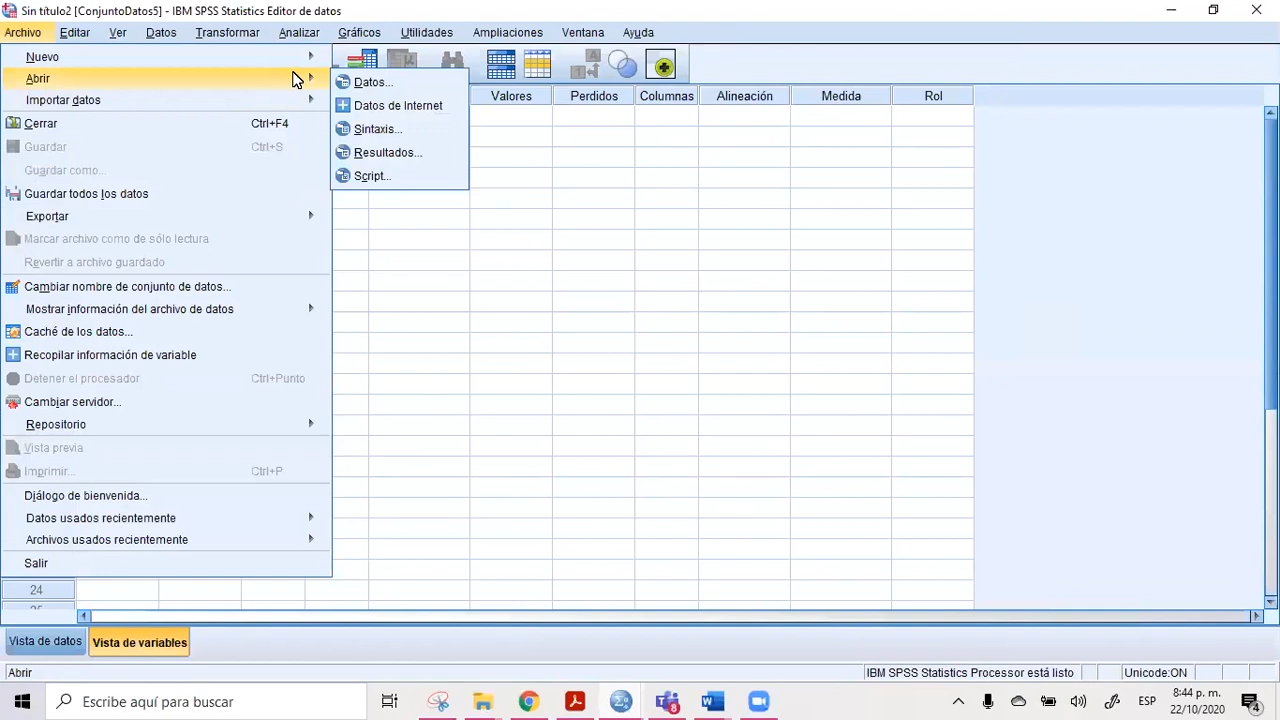 Sin título2 [ConjuntoDatos5] - IBM SPSS Statistics Editor de datos
Archivo Editar Ver Datos Transformar Analizar Gráficos Utilidades Ampliaciones Ventana Ayuda
Nuevo
Abrir
Importar datos
Cerrar Ctrl+F4
Guardar Ctrl+S
Guardar como...
Guardar todos los datos
Exportar
Marcar archivo como de sólo lectura
Revertir a archivo guardado
Cambiar nombre de conjunto de datos...
Mostrar información del archivo de datos
Caché de los datos...
Recopilar información de variable
Detener el procesador Ctrl+Punto
Cambiar servidor...
Repositorio
Vista previa
Imprimir... Ctrl+P
Diálogo de bienvenida...
Datos usados recientemente
Archivos usados recientemente
Salir
Datos...
Datos de Internet
Sintaxis...
Resultados...
Script...
Valores Perdidos Columnas Alineación Medida Rol
24
Vista de datos Vista de variables
Abrir IBM SPSS Statistics Processor está listo Unicode:ON
Escribe aquí para buscar
8
ESP
8:44 p. m.
22/10/2020
4